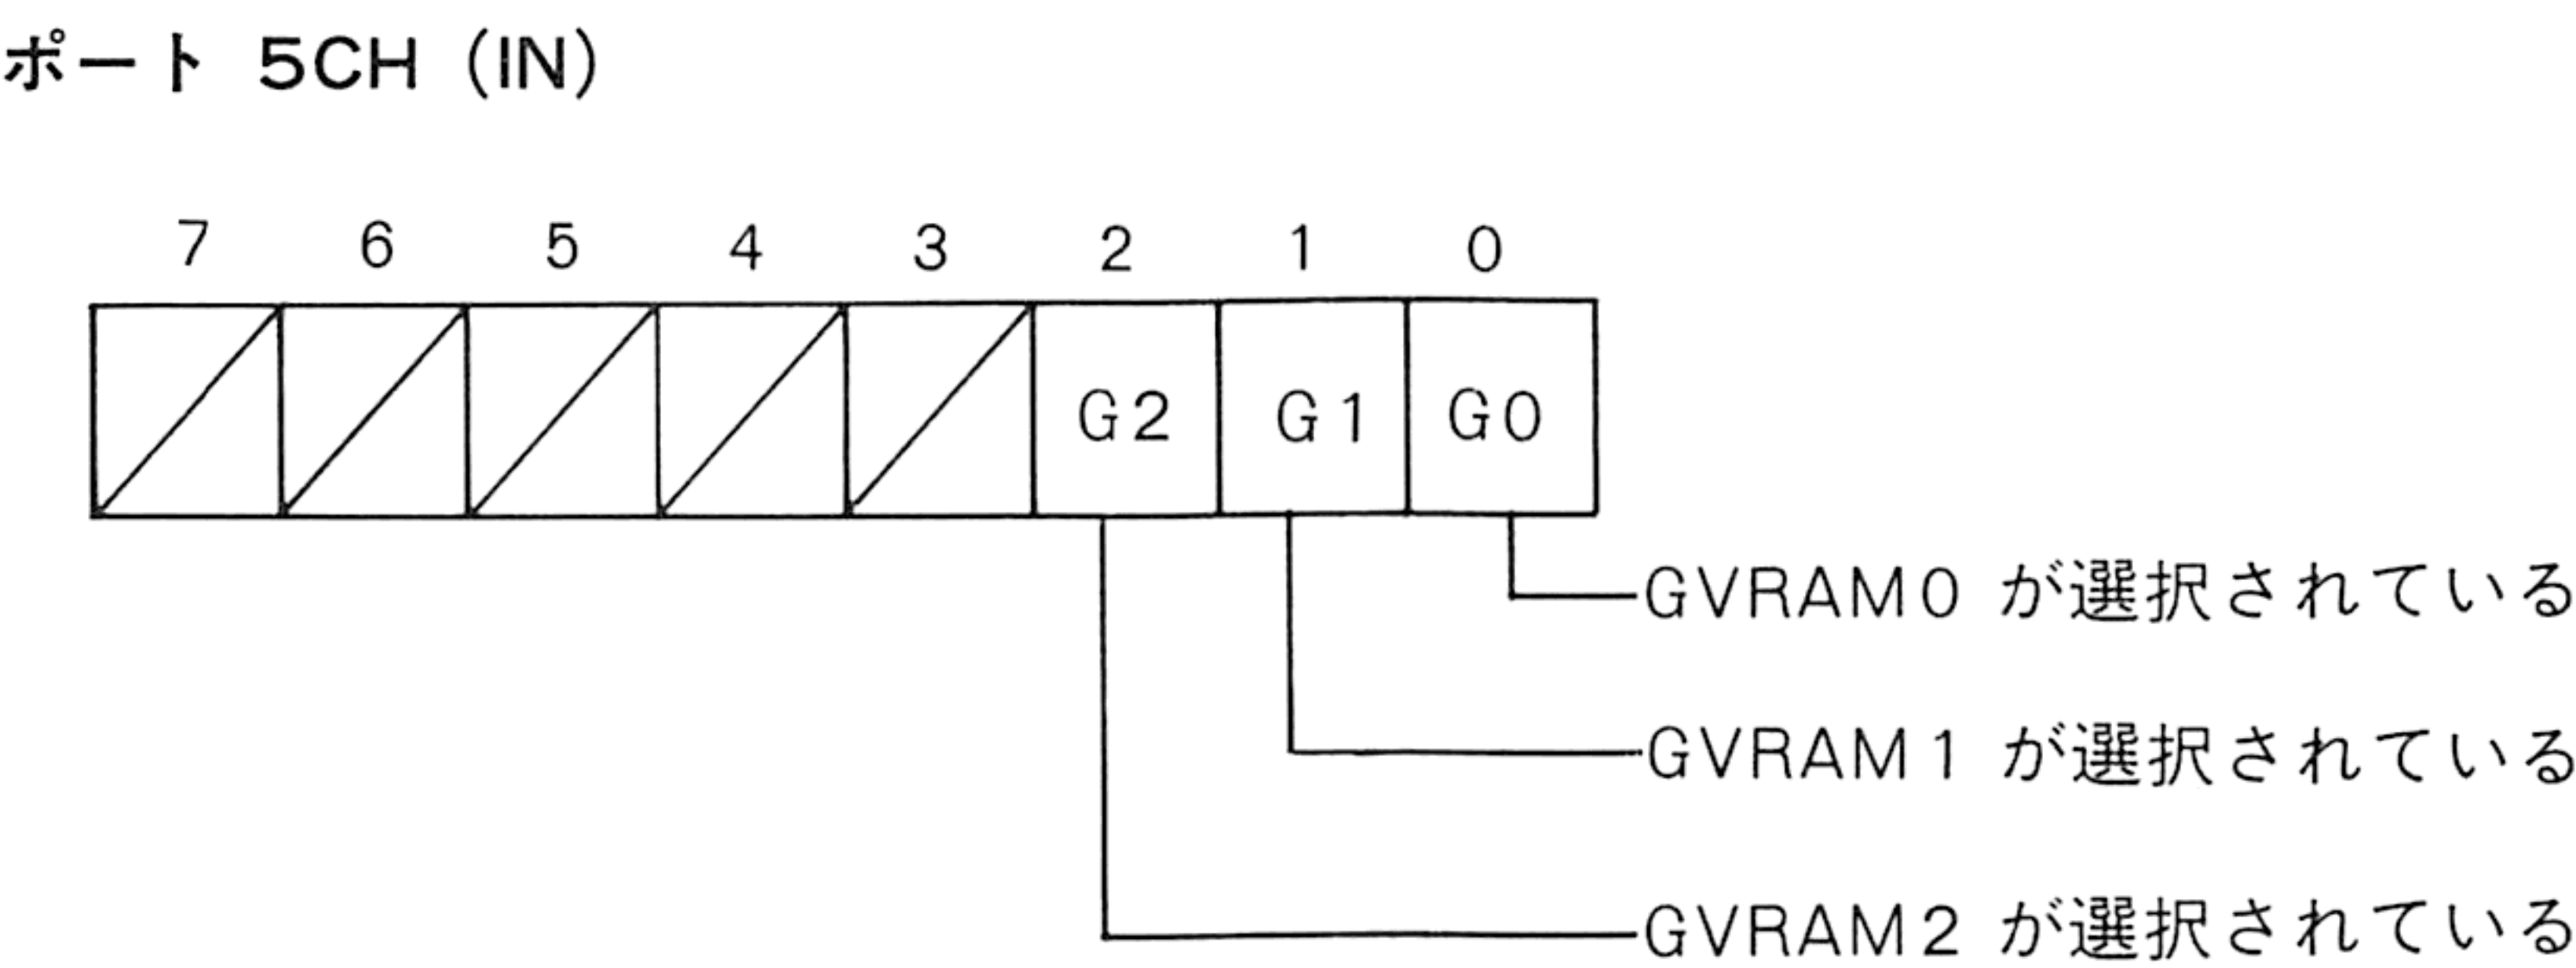 ポート 5CH (IN)
7 6 5 4 3 2 1 0
G2 G1 G0
GVRAM0 が選択されている
GVRAM1 が選択されている
GVRAM2 が選択されている